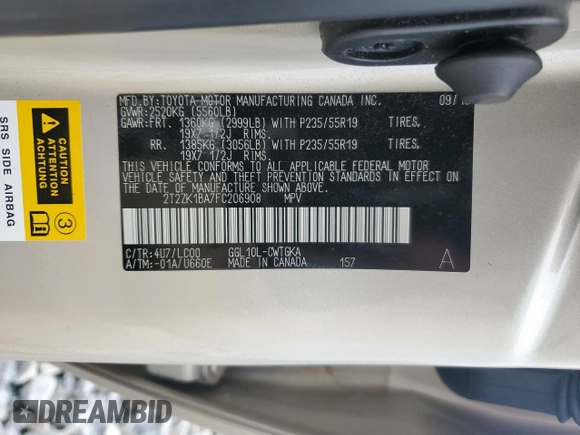 MFD.BY:TOYOTA MOTOR MANUFACTURING CANADA INC. 09/
GVWR:2520KG (5560LB)
GAWR:FRT. 1360KG (2999LB) WITH P235/55R19 TIRES,
19X 1/2J RIMS,
RR. 1385KG (3056LB) WITH P235/55R19 TIRES,
19X7 1/2J RIMS,
THIS VEHICLE CONFORMS TO ALL APPLICABLE FEDERAL MOTOR
VEHICLE SAFETY AND THEFT PREVENTION STANDARDS IN EFFECT
ON THE DATE OF MANUFACTURE SHOWN ABOVE.
2T2ZK1BA7FC206908 MPV
C/TR:4U7/LC00 GGL10L-CWTGKA
A/TM:-01A/U660E MADE IN CANADA 157
A
SRS SIDE AIRBAG
ATTENTION
ACHTUNG
DREAMBID